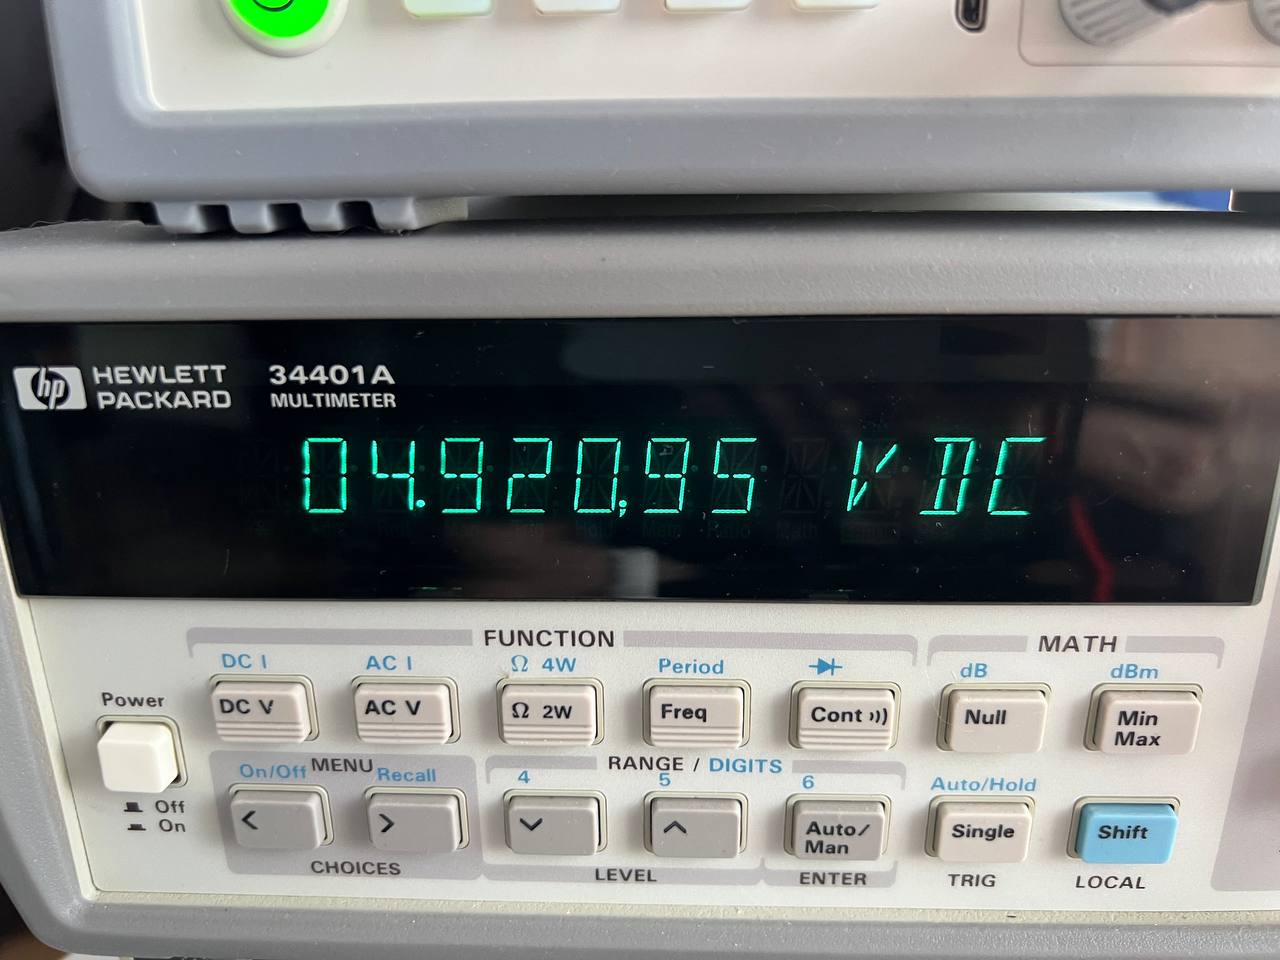 hp HEWLETT PACKARD 34401A MULTIMETER
04.920,95 V DC
FUNCTION MATH
DC I AC I Ω 4W Period dB dBm
Power DC V AC V Ω 2W Freq Cont Null Min Max
MENU RANGE / DIGITS
On/Off Recall 4 5 6 Auto/Hold
Off < > Auto/Man Single Shift
On
CHOICES LEVEL ENTER TRIG LOCAL